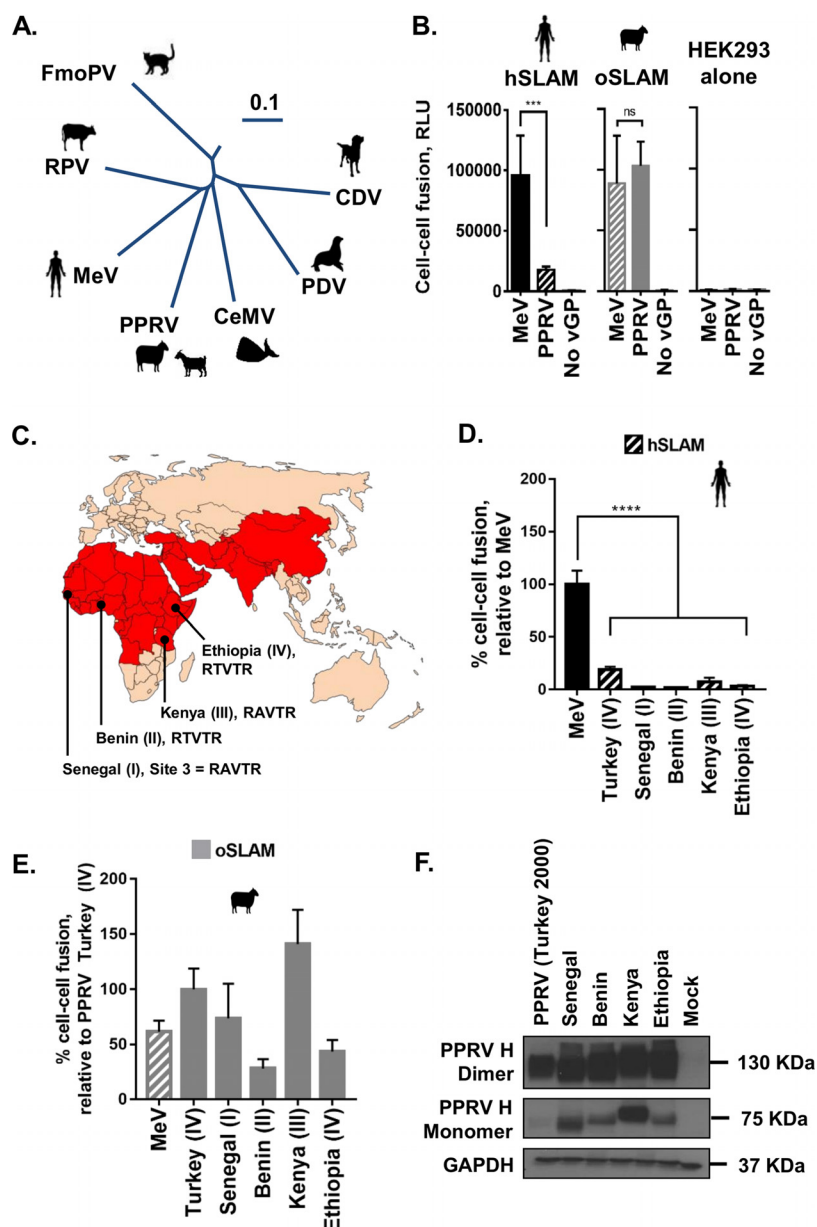 A.
FmoPV
0.1
RPV
CDV
MeV
PDV
PPRV
CeMV
B.
hSLAM
oSLAM
HEK293
alone
Cell-cell fusion, RLU
150000
100000
50000
0
***
ns
MeV
PPRV
No vGP
MeV
PPRV
No vGP
MeV
PPRV
No vGP
C.
Ethiopia (IV),
RTVTR
Kenya (III), RAVTR
Benin (II), RTVTR
Senegal (I), Site 3 = RAVTR
D.
hSLAM
% cell-cell fusion,
relative to MeV
200
150
100
50
0
****
MeV
Turkey (IV)
Senegal (I)
Benin (II)
Kenya (III)
Ethiopia (IV)
E.
oSLAM
% cell-cell fusion,
relative to PPRV Turkey (IV)
200
150
100
50
0
MeV
Turkey (IV)
Senegal (I)
Benin (II)
Kenya (III)
Ethiopia (IV)
F.
PPRV (Turkey 2000)
Senegal
Benin
Kenya
Ethiopia
Mock
PPRV H
Dimer
130 KDa
PPRV H
Monomer
75 KDa
GAPDH
37 KDa